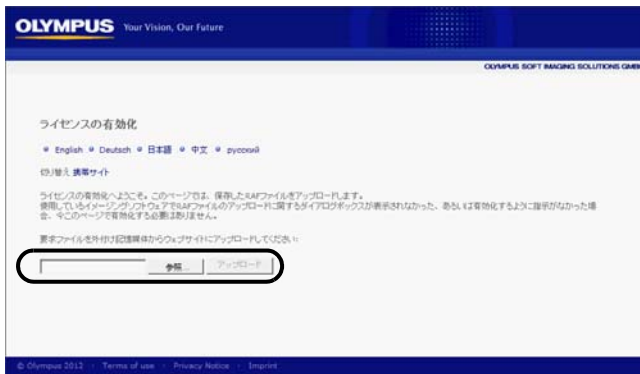 OLYMPUS Your Vision, Our Future
OLYMPUS SOFT IMAGING SOLUTIONS GMB
ライセンスの有効化
English Deutsch 日本語 中文 русский
切り替え 携帯サイト
ライセンスの有効化へようこそ。このページでは、保存したRAFファイルをアップロードします。
使用しているイメージングソフトウェアでRAFファイルのアップロードに関するダイアログボックスが表示されなかった、あるいは有効化するように指示がなかった場
合、今このページで有効化する必要はありません。
要求ファイルを外付け記憶媒体からウェブサイトにアップロードしてください:
参照... アップロード
© Olympus 2012 Terms of use Privacy Notice Imprint